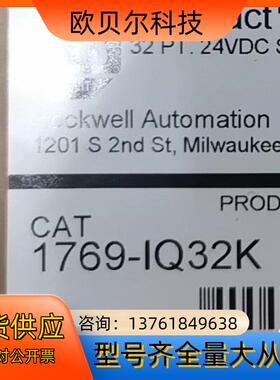 欧贝尔科技
32 PT. 24VDC S
ckwell Automation
1201 S 2nd St, Milwaukee
PROD
CAT
1769-IQ32K
货供应
对公开票
咨询：13761849638
型号齐全量大从